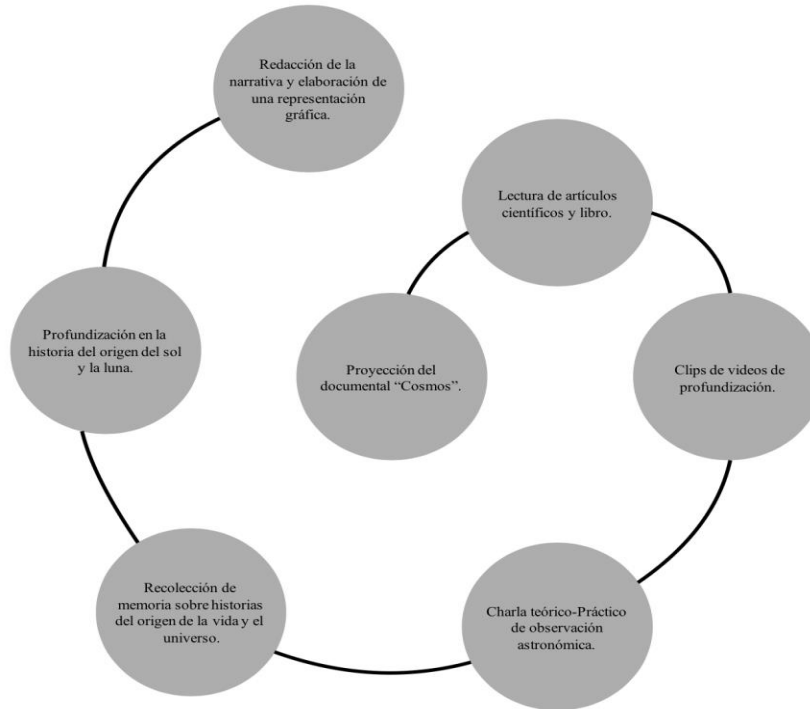 Redacción de la
narrativa y elaboración de
una representación
gráfica.
Lectura de artículos
científicos y libro.
Profundización en la
historia del origen del sol
y la luna.
Proyección del
documental “Cosmos”.
Clips de videos de
profundización.
Recolección de
memoria sobre historias
del origen de la vida y el
universo.
Charla teórico-Práctico
de observación
astronómica.